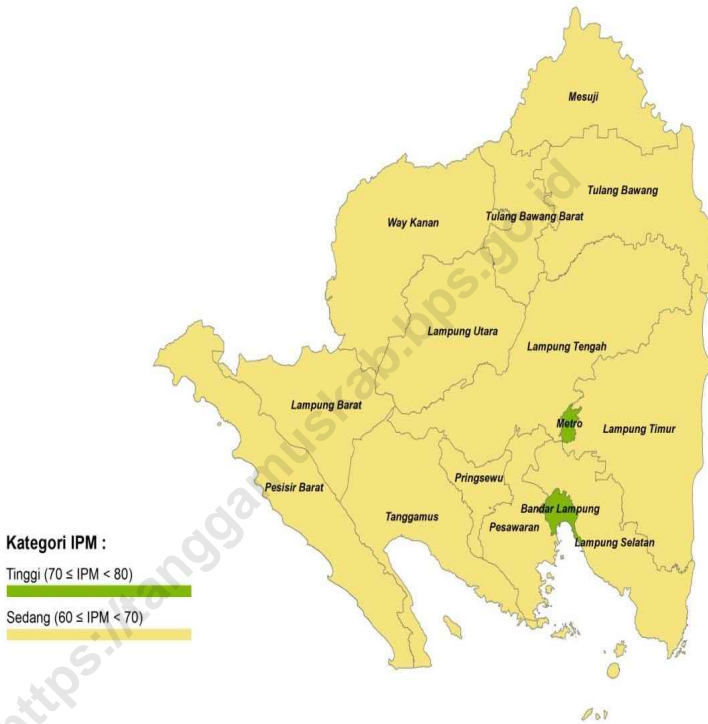 Mesuji
Tulang Bawang
Way Kanan
Tulang Bawang Barat
Lampung Utara
Lampung Tengah
Lampung Barat
Metro
Lampung Timur
Pringsewu
Pesisir Barat
Bandar Lampung
Tanggamus
Pesawaran
Lampung Selatan
Kategori IPM :
Tinggi (70 ≤ IPM < 80)
Sedang (60 ≤ IPM < 70)
https://tanggamuskab.bps.go.id